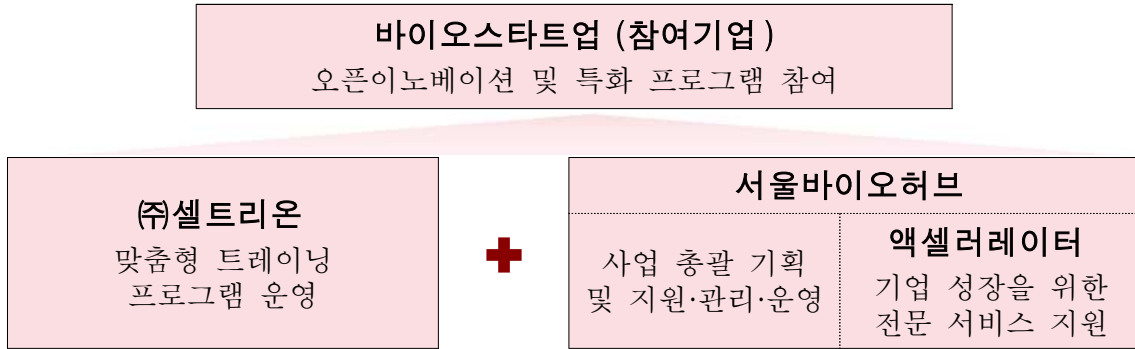 바이오스타트업 (참여기업)
오픈이노베이션 및 특화 프로그램 참여
㈜셀트리온
맞춤형 트레이닝
프로그램 운영
서울바이오허브
사업 총괄 기획
및 지원·관리·운영
액셀러레이터
기업 성장을 위한
전문 서비스 지원